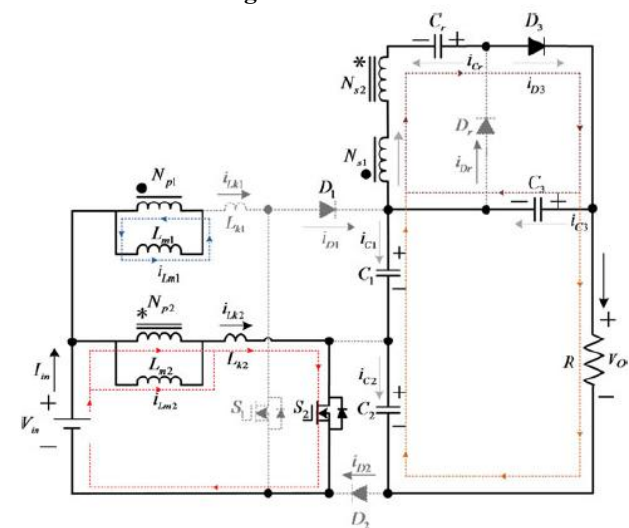 C_r D_3
− + i_Cr i_D3
* N_s2
D_r
N_s1 i_Dr
N_p1 i_Lk1 D_1 C_3
L_k1 − + i_C3
L_m1 i_D1 i_C1 +
i_Lm1 C_1 −
* N_p2 i_Lk2
I_in L_m2 L_k2 i_C2 + R V_O +
V_in + − i_Lm2 S_1 S_2 C_2 − −
i_D2
D_2